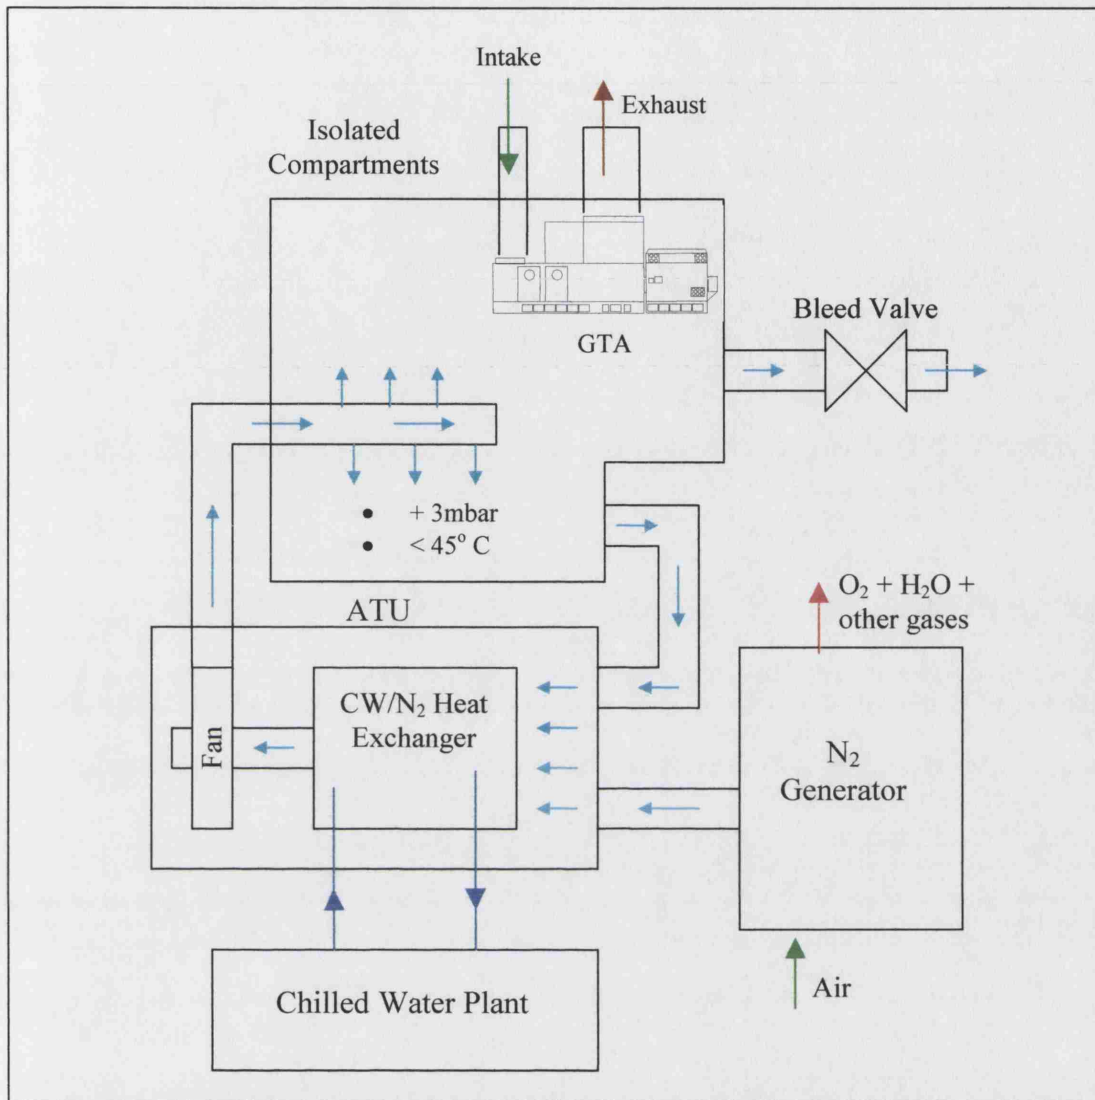 Intake
Exhaust
Isolated
Compartments
GTA
Bleed Valve
+ 3mbar
< 45° C
ATU
O₂ + H₂O +
other gases
CW/N₂ Heat
Exchanger
Fan
N₂
Generator
Air
Chilled Water Plant